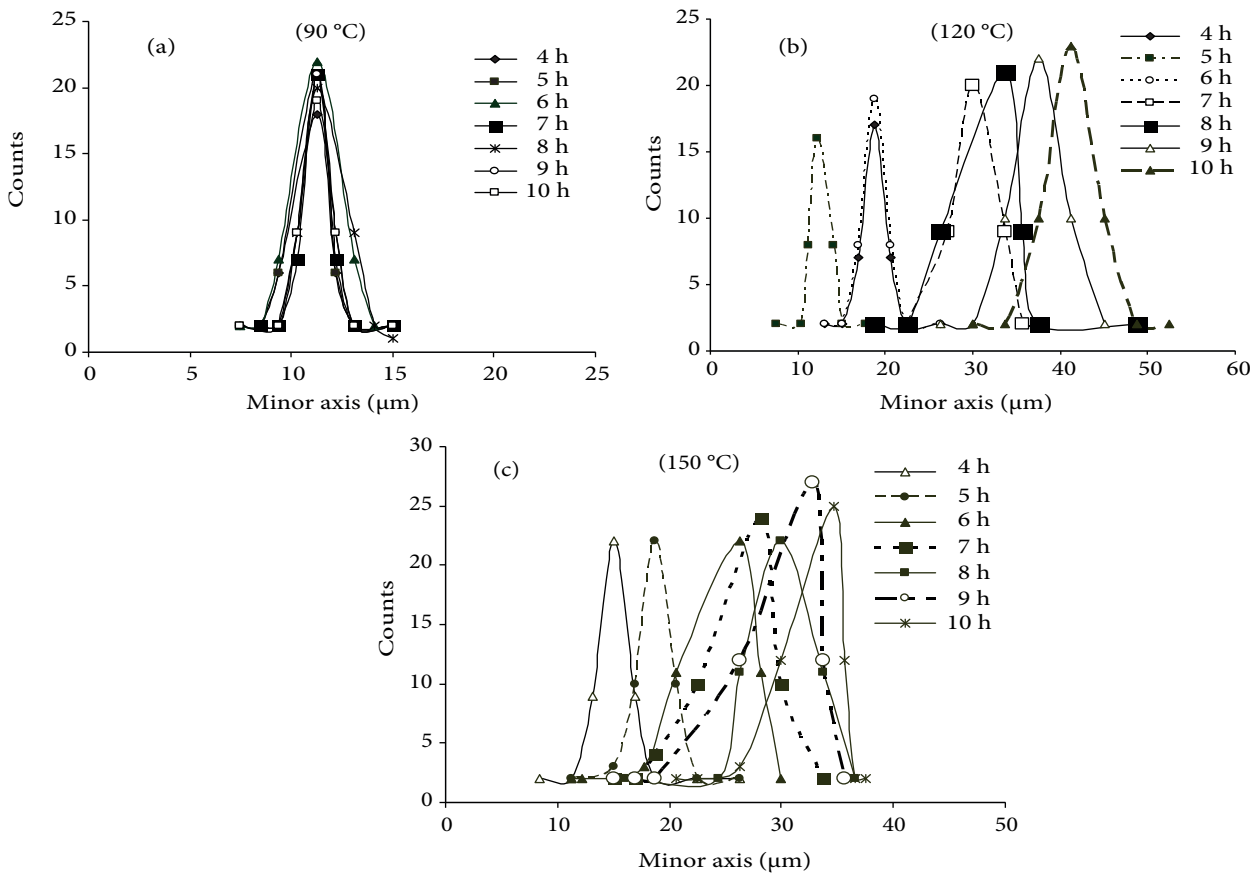 (a)
(90 °C)
Counts
25
20
15
10
5
0
0 5 10 15 20 25
Minor axis (µm)
4 h
5 h
6 h
7 h
8 h
9 h
10 h
(b)
(120 °C)
Counts
25
20
15
10
5
0
0 10 20 30 40 50 60
Minor axis (µm)
4 h
5 h
6 h
7 h
8 h
9 h
10 h
(c)
(150 °C)
Counts
30
25
20
15
10
5
0
0 10 20 30 40 50
Minor axis (µm)
4 h
5 h
6 h
7 h
8 h
9 h
10 h